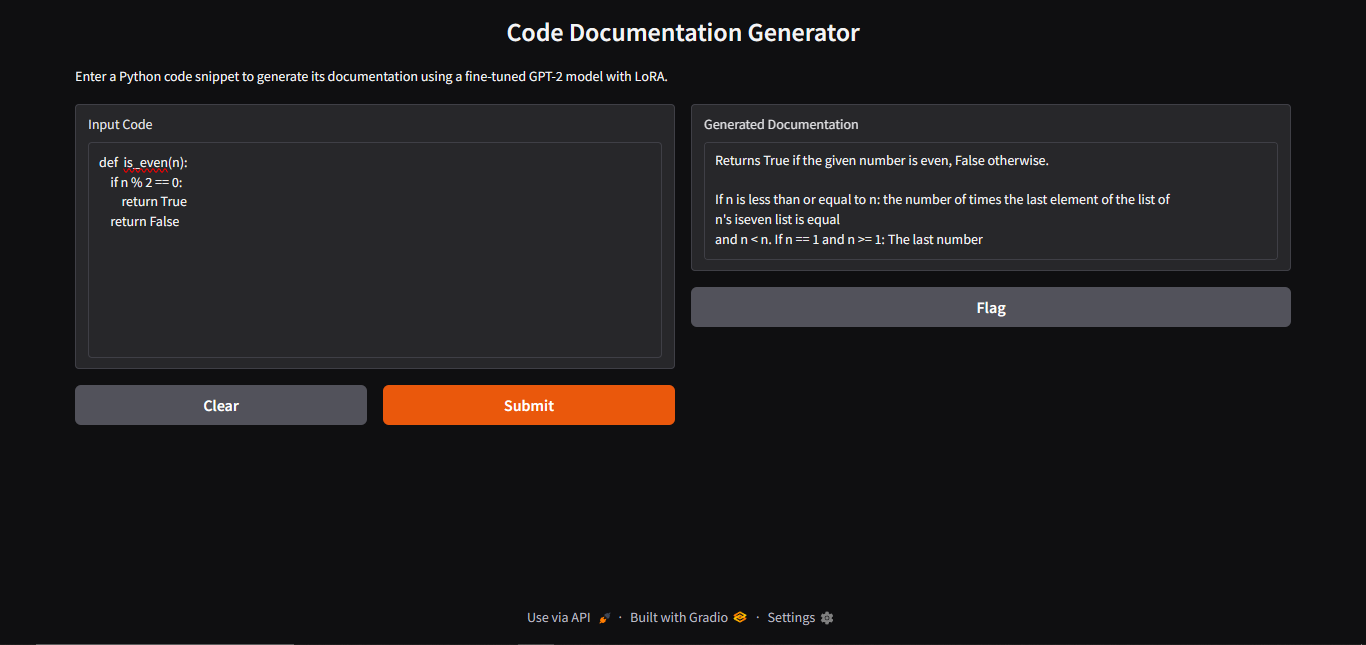 Code Documentation Generator
Enter a Python code snippet to generate its documentation using a fine-tuned GPT-2 model with LoRA.
Input Code
def is_even(n):
if n % 2 == 0:
return True
return False
Clear
Submit
Generated Documentation
Returns True if the given number is even, False otherwise.
If n is less than or equal to n: the number of times the last element of the list of
n's iseven list is equal
and n < n. If n == 1 and n >= 1: The last number
Flag
Use via API · Built with Gradio · Settings